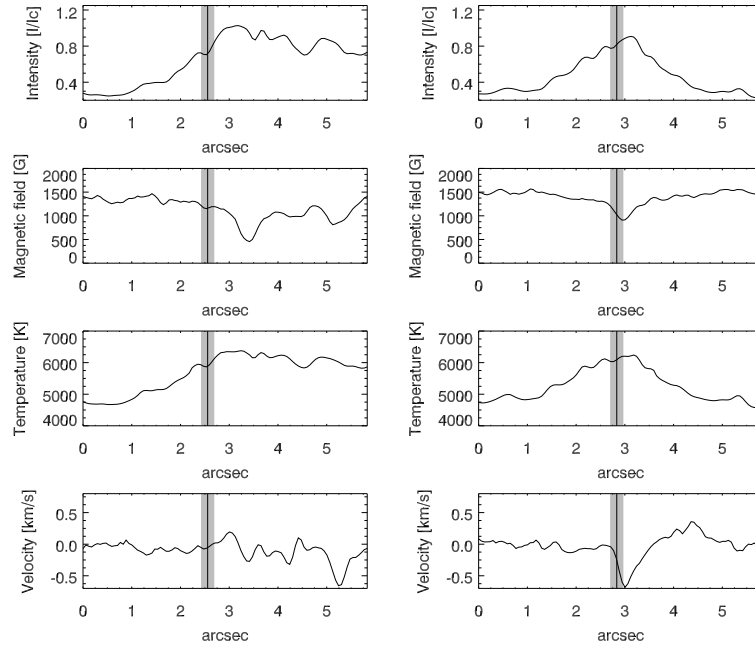 Intensity [I/Ic]
1.2
0.8
0.4
0 1 2 3 4 5
arcsec
Intensity [I/Ic]
1.2
0.8
0.4
0 1 2 3 4 5
arcsec
Magnetic field [G]
2000
1500
1000
500
0
0 1 2 3 4 5
arcsec
Magnetic field [G]
2000
1500
1000
500
0
0 1 2 3 4 5
arcsec
Temperature [K]
7000
6000
5000
4000
0 1 2 3 4 5
arcsec
Temperature [K]
7000
6000
5000
4000
0 1 2 3 4 5
arcsec
Velocity [km/s]
0.5
0.0
-0.5
0 1 2 3 4 5
arcsec
Velocity [km/s]
0.5
0.0
-0.5
0 1 2 3 4 5
arcsec